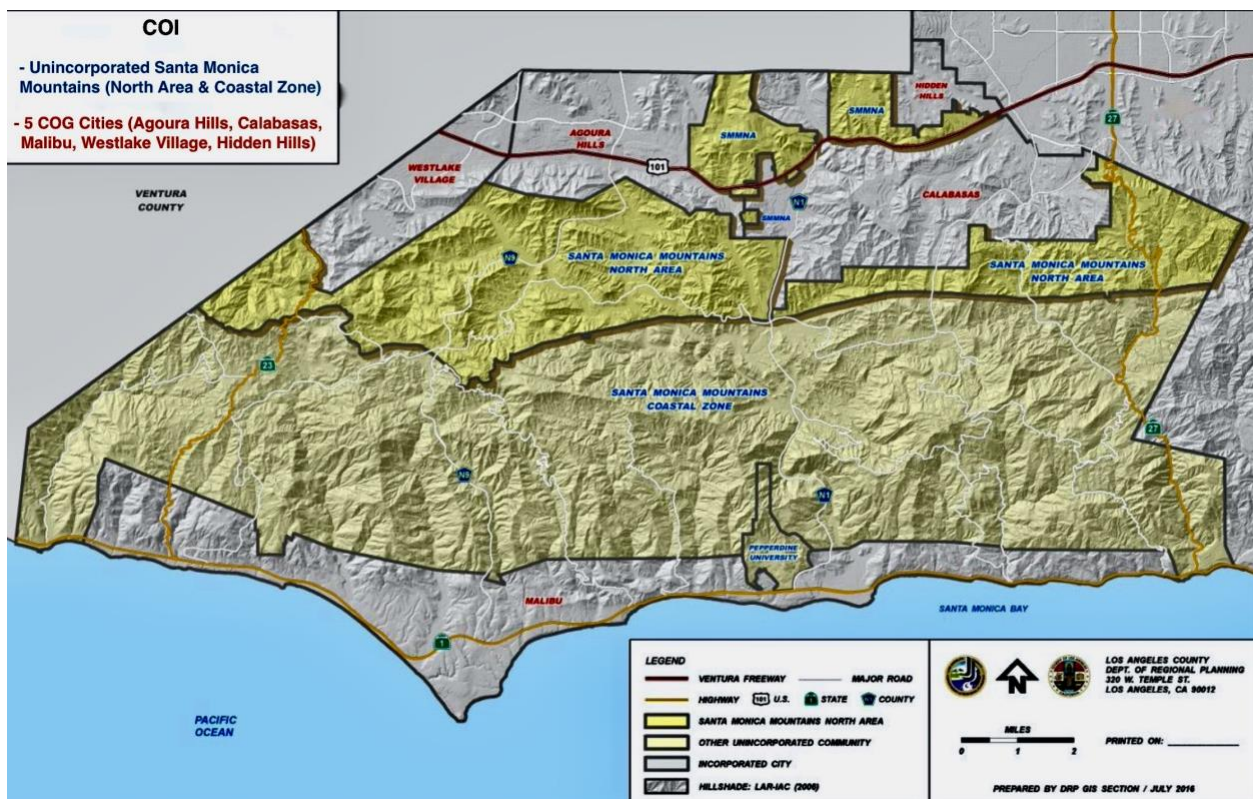 COI
- Unincorporated Santa Monica
Mountains (North Area & Coastal Zone)
- 5 COG Cities (Agoura Hills, Calabasas,
Malibu, Westlake Village, Hidden Hills)
VENTURA
COUNTY
WESTLAKE
VILLAGE
AGOURA
HILLS
101
SMMNA
SMMNA
HIDDEN
HILLS
27
SMMNA
N1
CALABASAS
N9
SANTA MONICA MOUNTAINS
NORTH AREA
SANTA MONICA MOUNTAINS
NORTH AREA
23
SANTA MONICA MOUNTAINS
COASTAL ZONE
27
N9
N1
PEPPERDINE
UNIVERSITY
MALIBU
SANTA MONICA BAY
1
PACIFIC
OCEAN
LEGEND
VENTURA FREEWAY
MAJOR ROAD
HIGHWAY
101 U.S.
STATE
COUNTY
SANTA MONICA MOUNTAINS NORTH AREA
OTHER UNINCORPORATED COMMUNITY
INCORPORATED CITY
HILLSHADE: LAR-IAC (2006)
N
LOS ANGELES COUNTY
DEPT. OF REGIONAL PLANNING
320 W. TEMPLE ST.
LOS ANGELES, CA 90012
MILES
0 1 2
PRINTED ON: ___________
PREPARED BY DRP GIS SECTION / JULY 2016